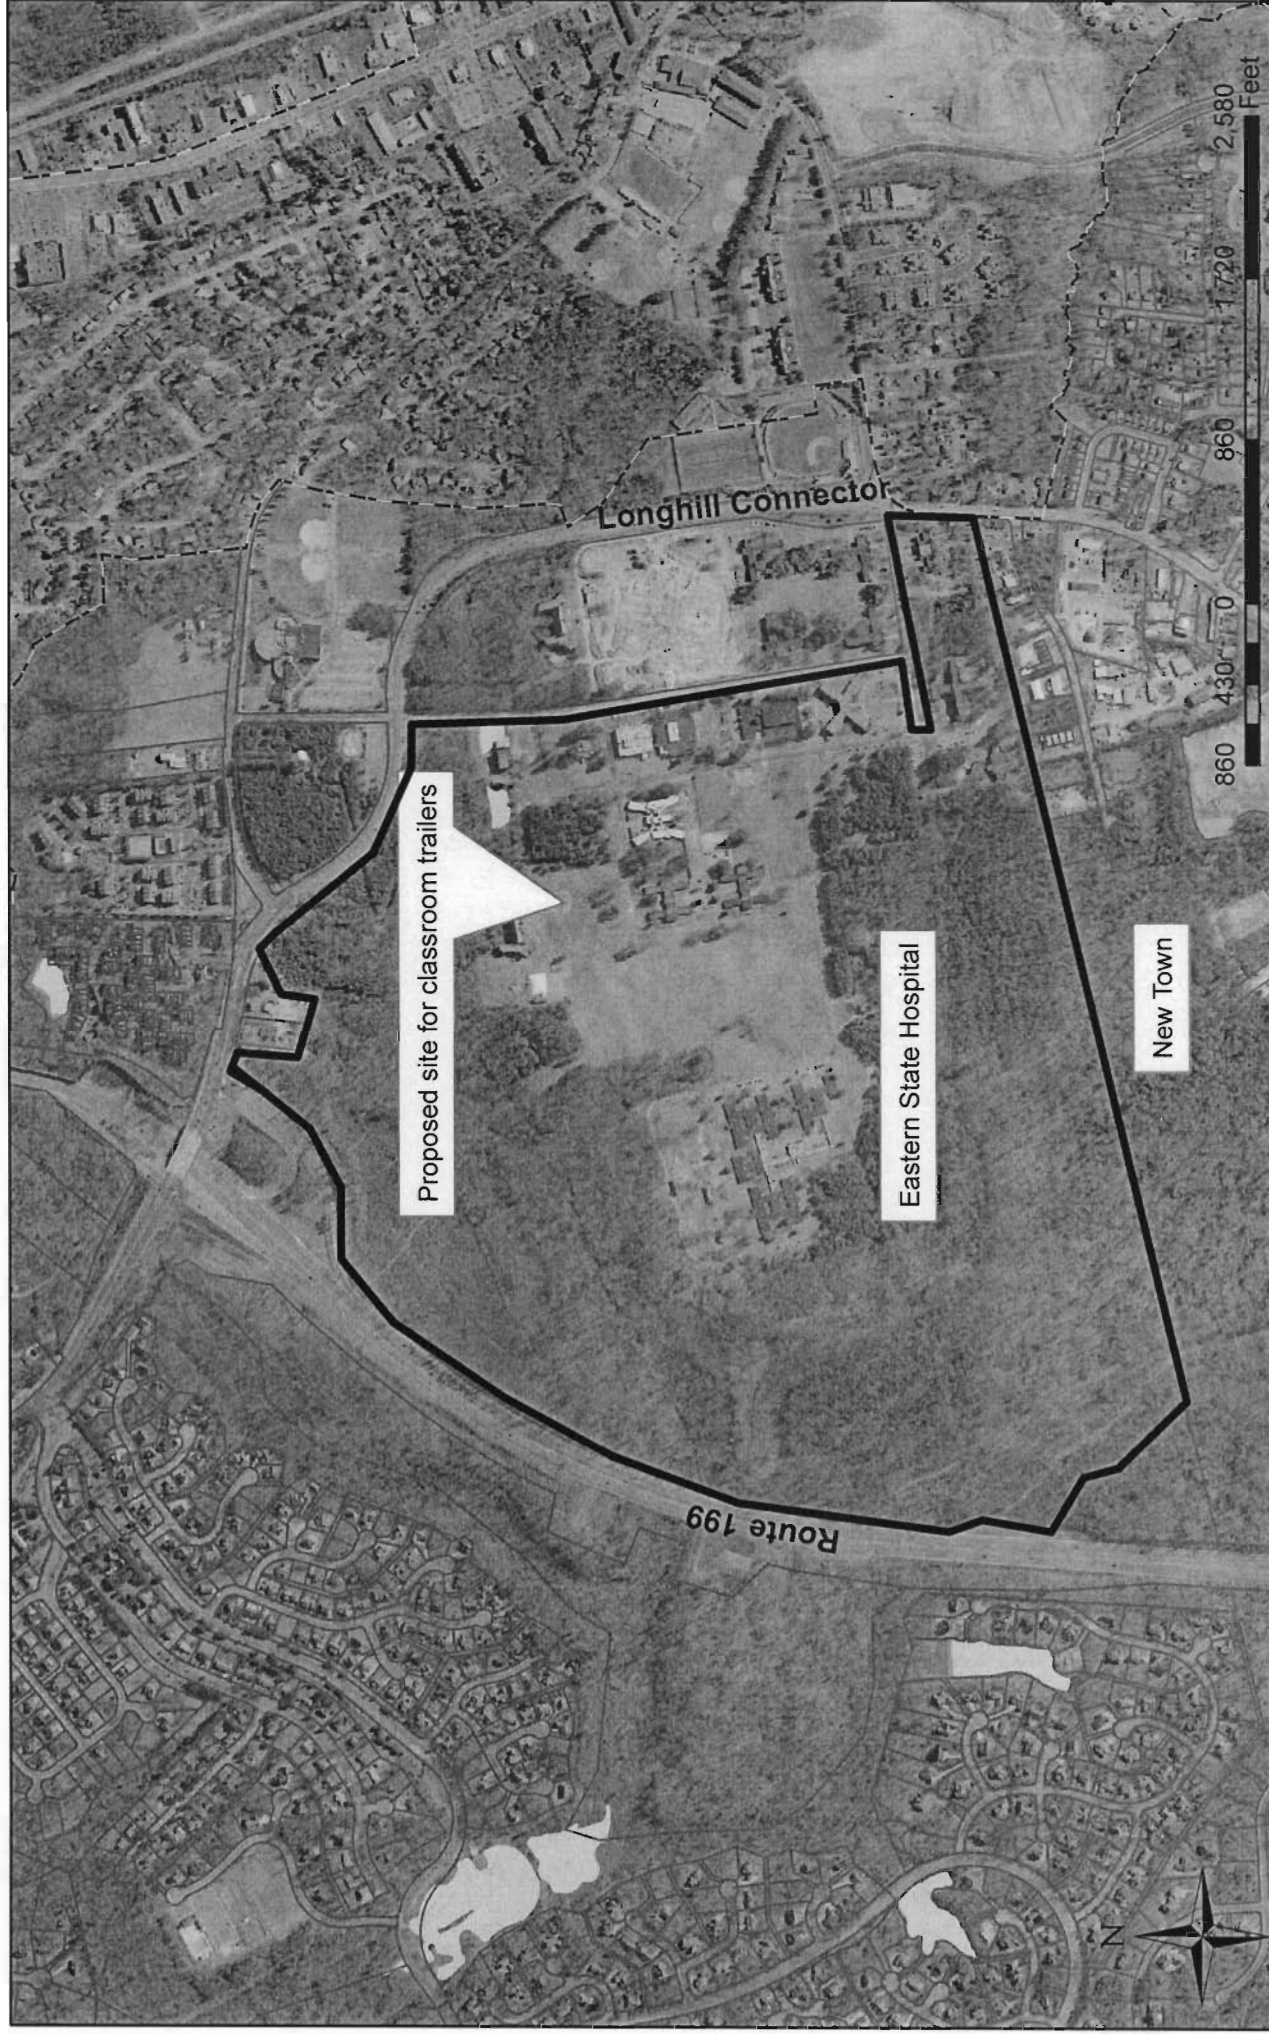 Longhill Connector
Proposed site for classroom trailers
Route 199
Eastern State Hospital
New Town
N
860 430 0 860 1,720 2,580
Feet